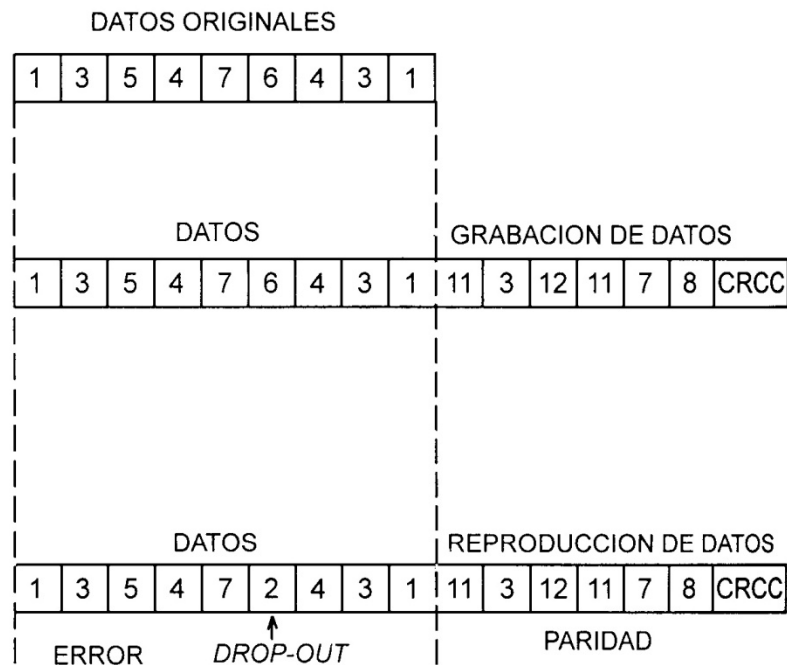 DATOS ORIGINALES
1 3 5 4 7 6 4 3 1
DATOS GRABACION DE DATOS
1 3 5 4 7 6 4 3 1 11 3 12 11 7 8 CRCC
DATOS REPRODUCCION DE DATOS
1 3 5 4 7 2 4 3 1 11 3 12 11 7 8 CRCC
ERROR DROP-OUT PARIDAD